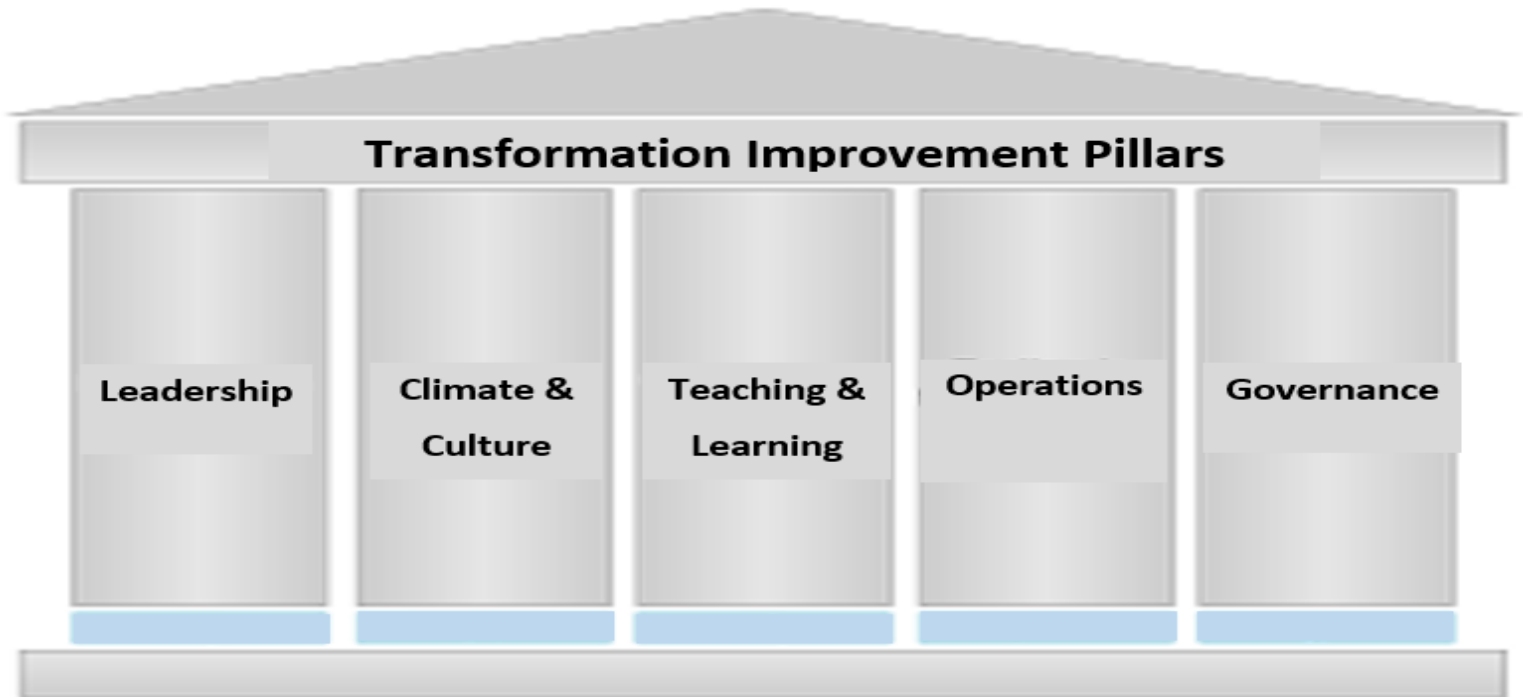 Transformation Improvement Pillars
Leadership
Climate &
Culture
Teaching &
Learning
Operations
Governance